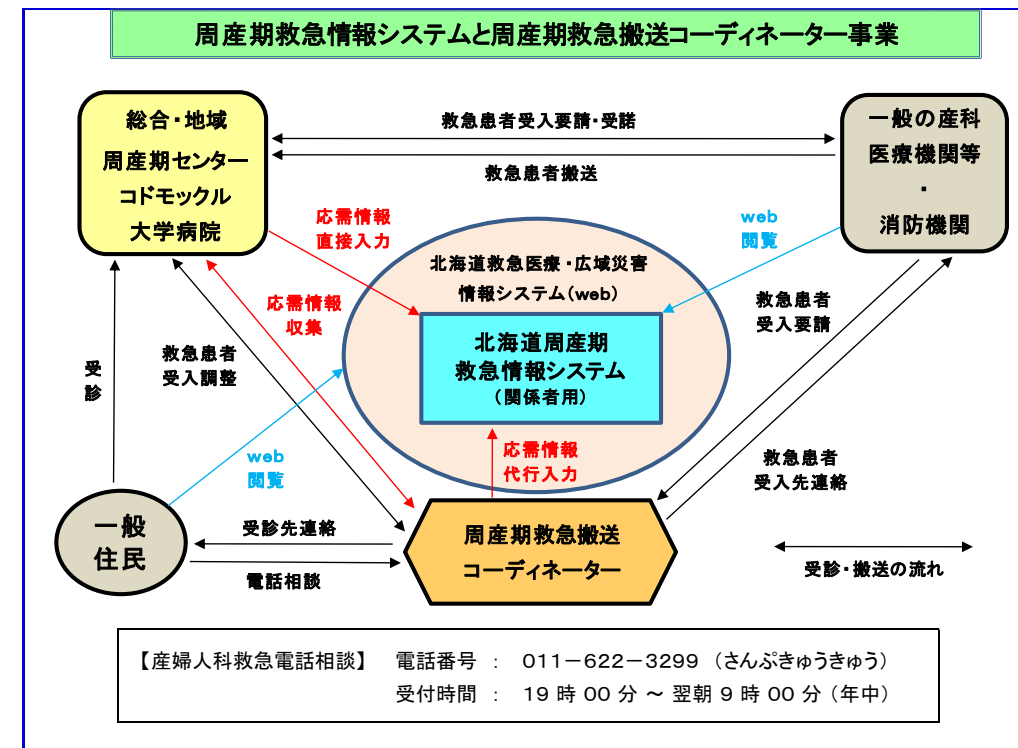 周産期救急情報システムと周産期救急搬送コーディネーター事業
総合・地域
周産期センター
コドモックル
大学病院
救急患者受入要請・受諾
救急患者搬送
一般の産科
医療機関等
・
消防機関
応需情報
直接入力
web
閲覧
北海道救急医療・広域災害
情報システム(web)
北海道周産期
救急情報システム
(関係者用)
応需情報
収集
救急患者
受入調整
受
診
救急患者
受入要請
web
閲覧
応需情報
代行入力
救急患者
受入先連絡
一般
住民
受診先連絡
電話相談
周産期救急搬送
コーディネーター
受診・搬送の流れ
【産婦人科救急電話相談】 電話番号 : 011-622-3299 (さんぷきゅうきゅう)
受付時間 : 19 時 00 分 ~ 翌朝 9 時 00 分 (年中)